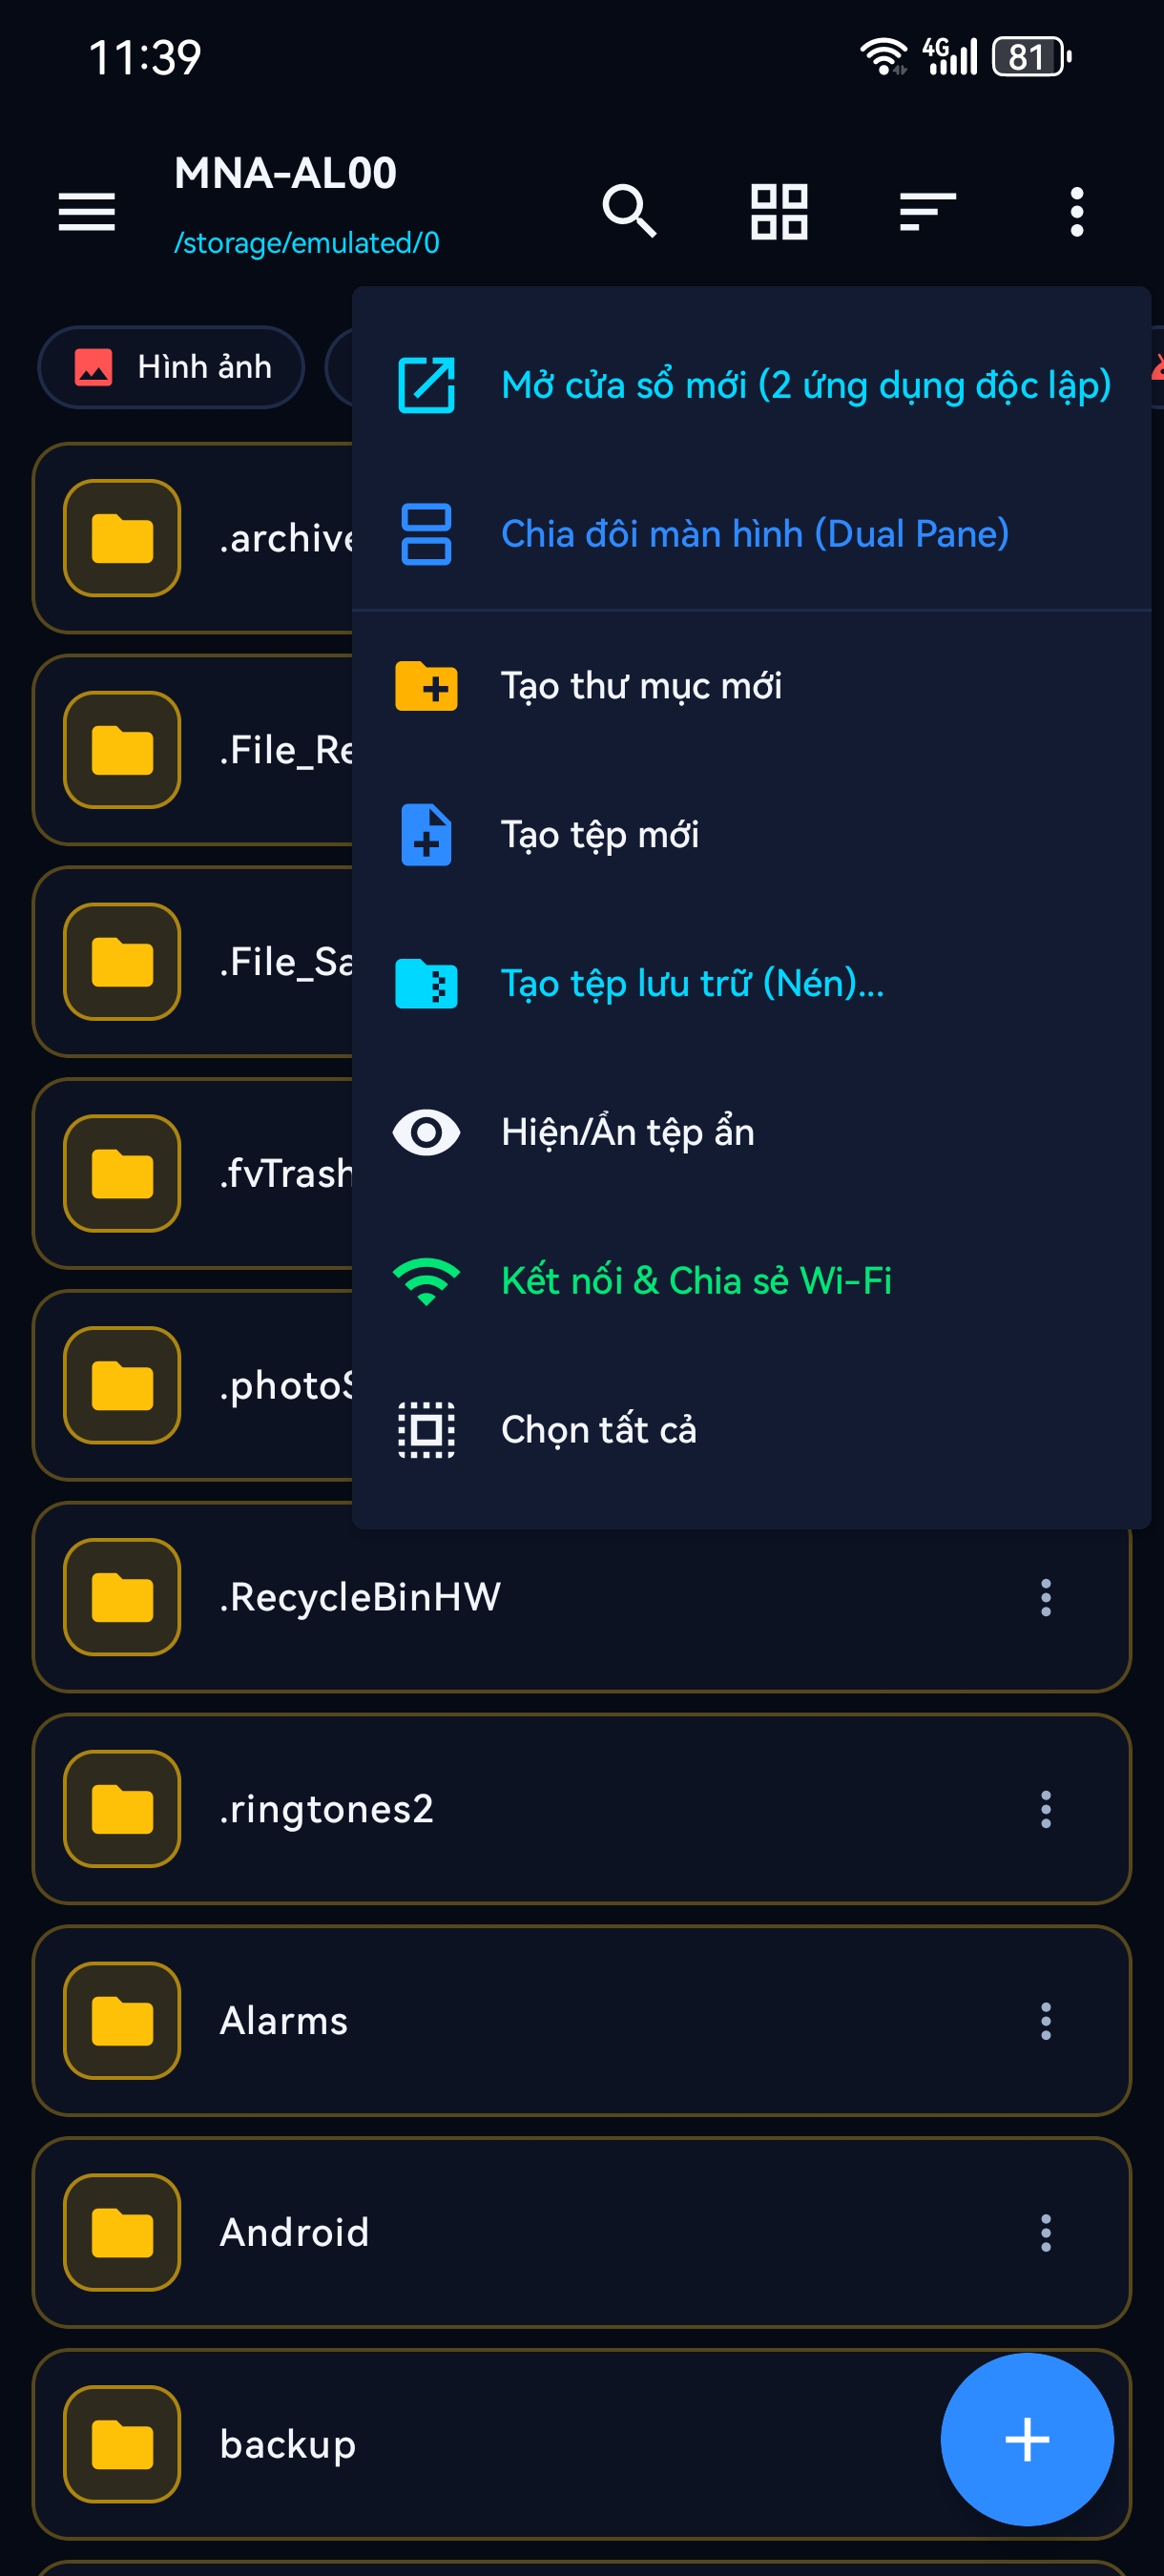 11:39
4G
81
MNA-AL00
/storage/emulated/0
Hình ảnh
Mở cửa sổ mới (2 ứng dụng độc lập)
Chia đôi màn hình (Dual Pane)
Tạo thư mục mới
Tạo tệp mới
Tạo tệp lưu trữ (Nén)...
Hiện/Ẩn tệp ẩn
Kết nối & Chia sẻ Wi-Fi
Chọn tất cả
.archive
.File_Re
.File_Sa
.fvTrash
.photoS
.RecycleBinHW
.ringtones2
Alarms
Android
backup